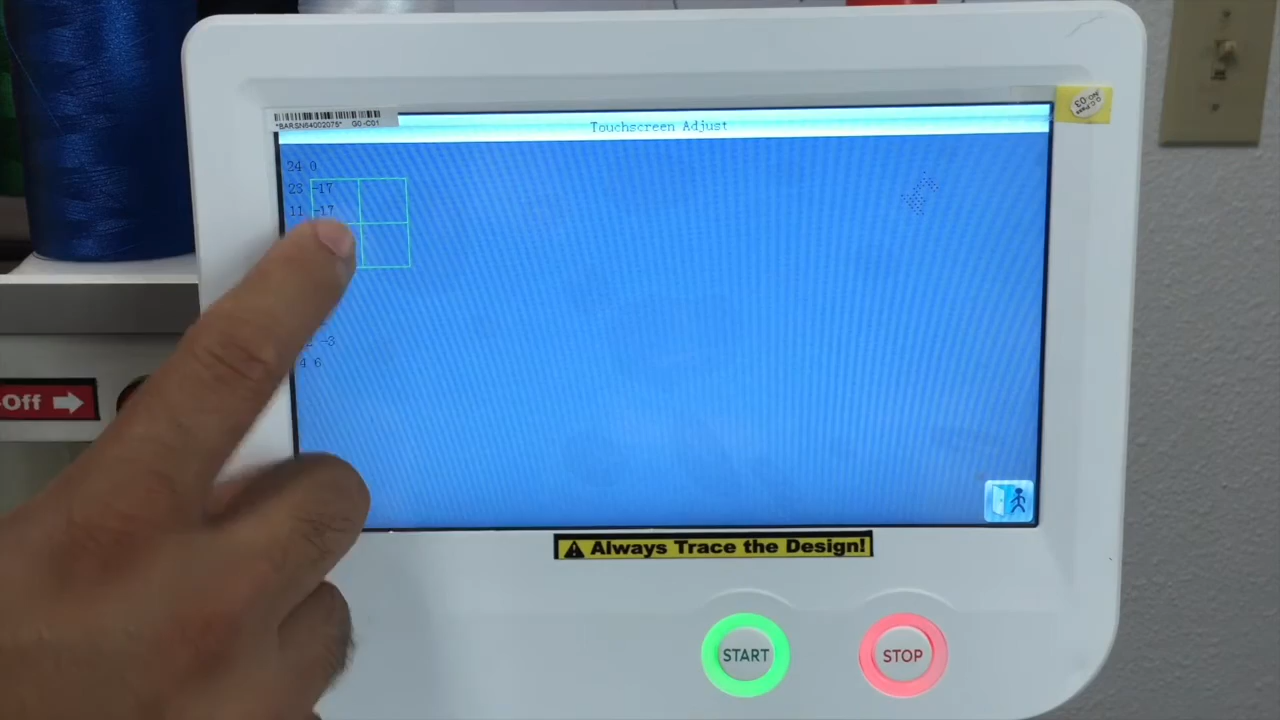 *BARSN64002075* G0-C01
Touchscreen Adjust
24 0
23 -17
11 -17
-3
4 6
-Off
Always Trace the Design!
START
STOP